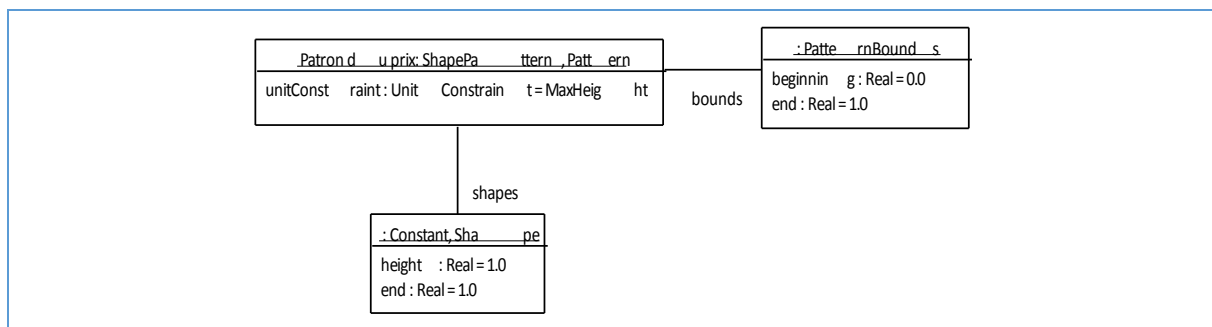 Patron du prix: ShapePattern , Pattern
unitConstraint : UnitConstraint = MaxHeight
bounds
: PatternBounds
beginning : Real = 0.0
end : Real = 1.0
shapes
: Constant, Shape
height : Real = 1.0
end : Real = 1.0